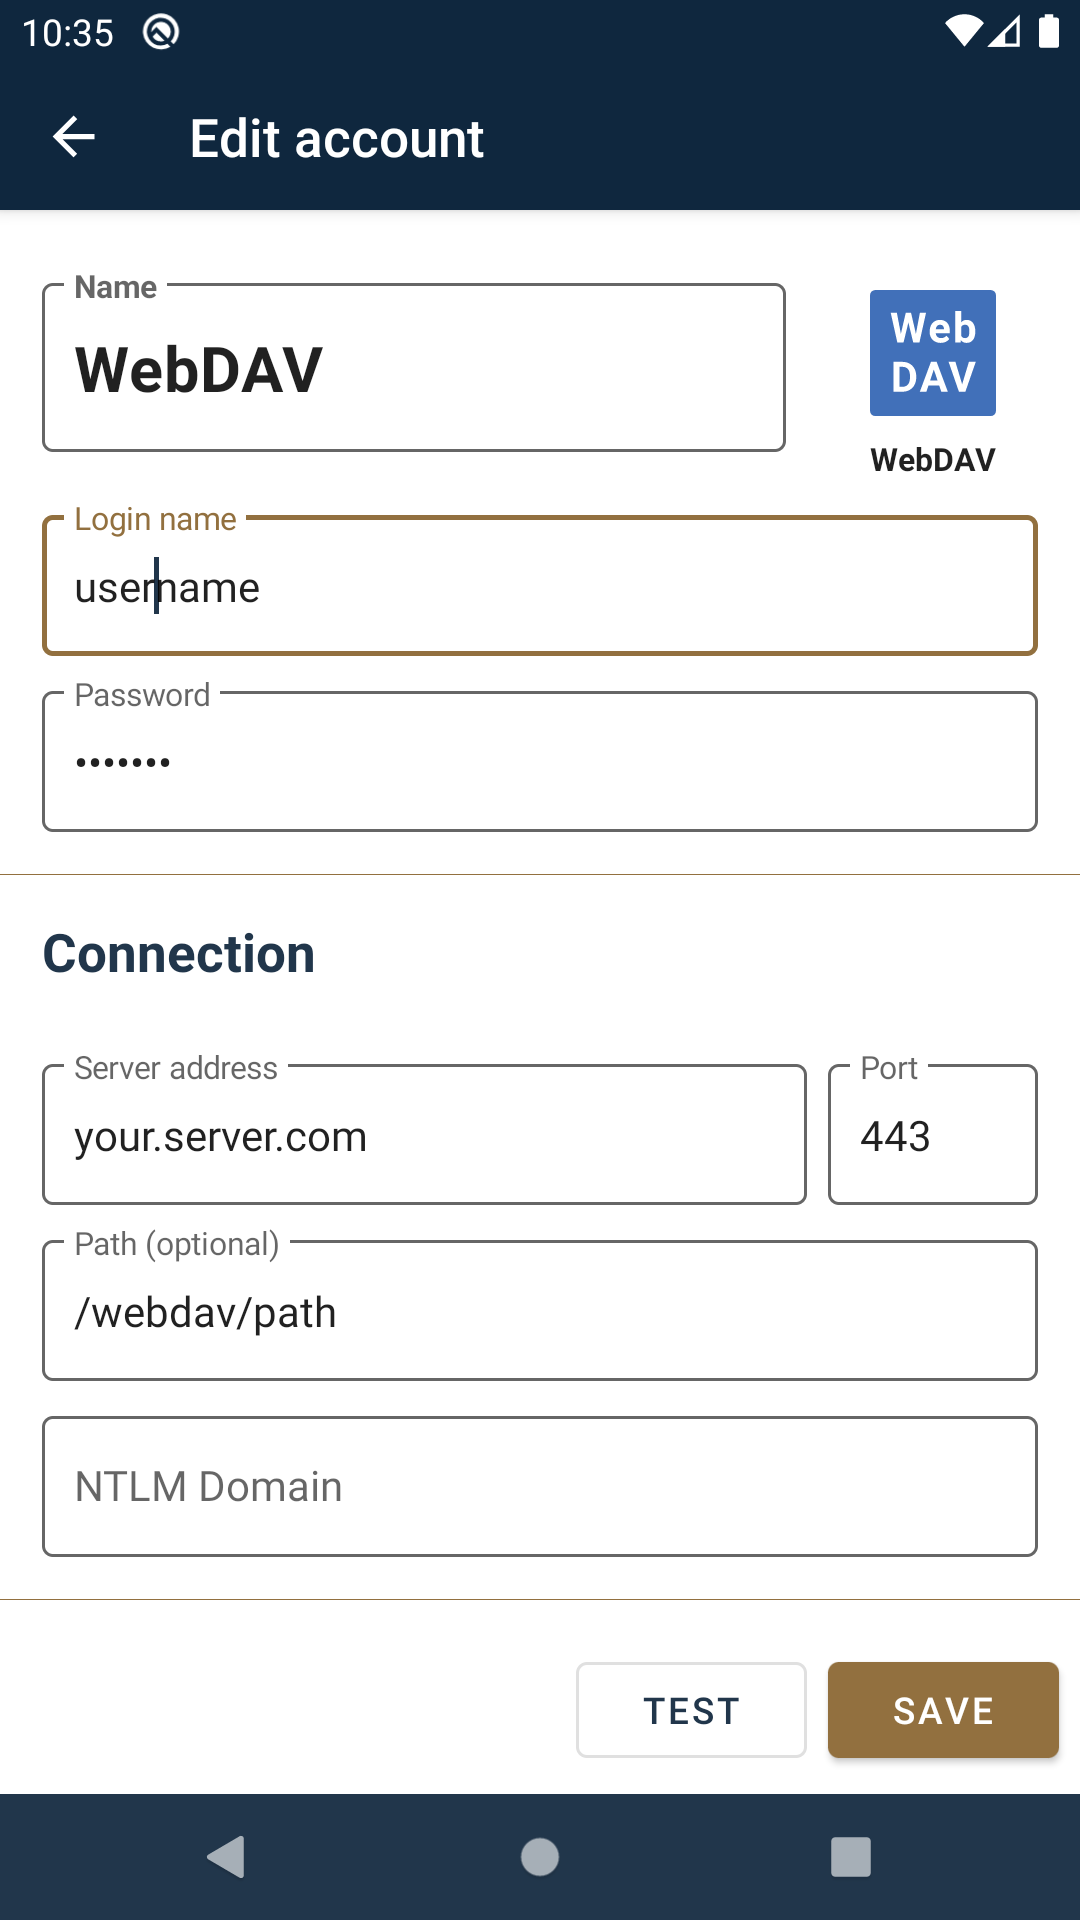 10:35
Edit account
Name
WebDAV
Web
DAV
WebDAV
Login name
username
Password
•••••••
Connection
Server address
your.server.com
Port
443
Path (optional)
/webdav/path
NTLM Domain
TEST
SAVE